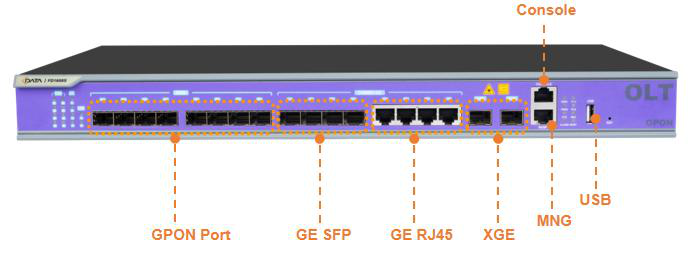 Console
OLT
GPON
USB
MNG
GPON Port
GE SFP
GE RJ45
XGE